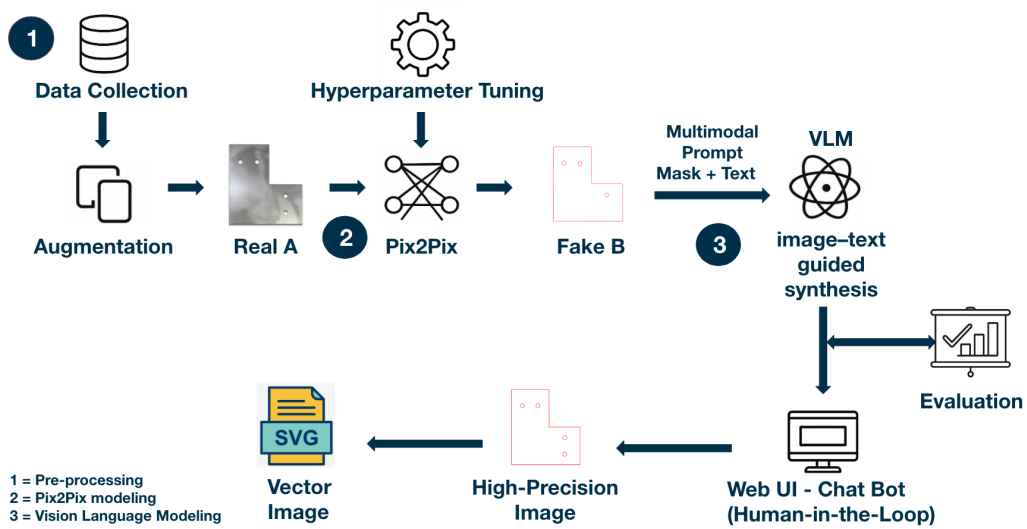 1
Data Collection
Hyperparameter Tuning
Augmentation
Real A
2
Pix2Pix
Fake B
Multimodal
Prompt
Mask + Text
3
VLM
image–text
guided
synthesis
Evaluation
Web UI - Chat Bot
(Human-in-the-Loop)
High-Precision
Image
SVG
Vector
Image
1 = Pre-processing
2 = Pix2Pix modeling
3 = Vision Language Modeling